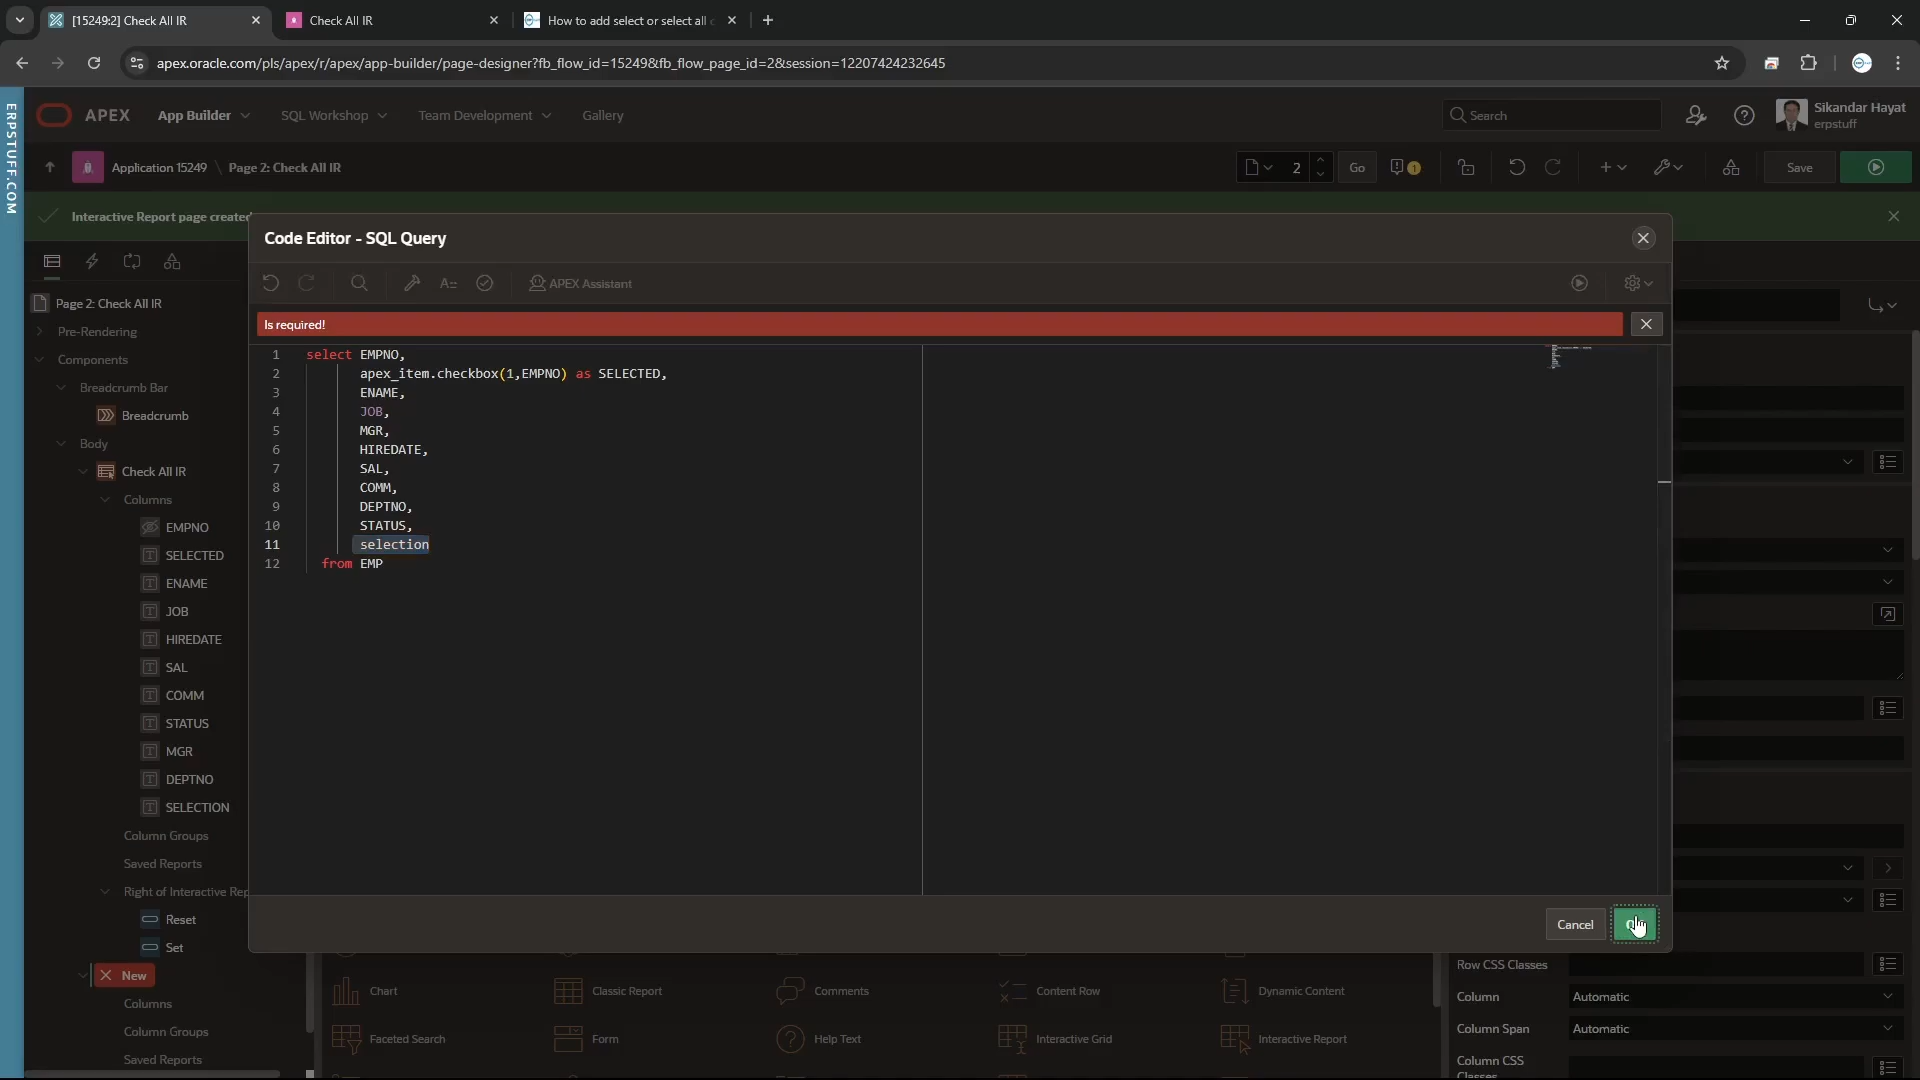 [15249:2] Check All IR
Check All IR
How to add select or select all
apex.oracle.com/pls/apex/r/apex/app-builder/page-designer?fb_flow_id=15249&fb_flow_page_id=2&session=12207424232645
ERPSTUFF.COM
APEX App Builder SQL Workshop Team Development Gallery
Search
Sikandar Hayat
erpstuff
Application 15249 \ Page 2: Check All IR
2
Go
1
Save
Interactive Report page created
Code Editor - SQL Query
APEX Assistant
Is required!
1 select EMPNO,
2 apex_item.checkbox(1,EMPNO) as SELECTED,
3 ENAME,
4 JOB,
5 MGR,
6 HIREDATE,
7 SAL,
8 COMM,
9 DEPTNO,
10 STATUS,
11 selection
12 from EMP
Cancel
Page 2: Check All IR
Pre-Rendering
Components
Breadcrumb Bar
Breadcrumb
Body
Check All IR
Columns
EMPNO
SELECTED
ENAME
JOB
HIREDATE
SAL
COMM
STATUS
MGR
DEPTNO
SELECTION
Column Groups
Saved Reports
Right of Interactive Rep
Reset
Set
New
Columns
Column Groups
Saved Reports
Chart Classic Report Comments Content Row Dynamic Content
Faceted Search Form Help Text Interactive Grid Interactive Report
Row CSS Classes
Column Automatic
Column Span Automatic
Column CSS
Classes